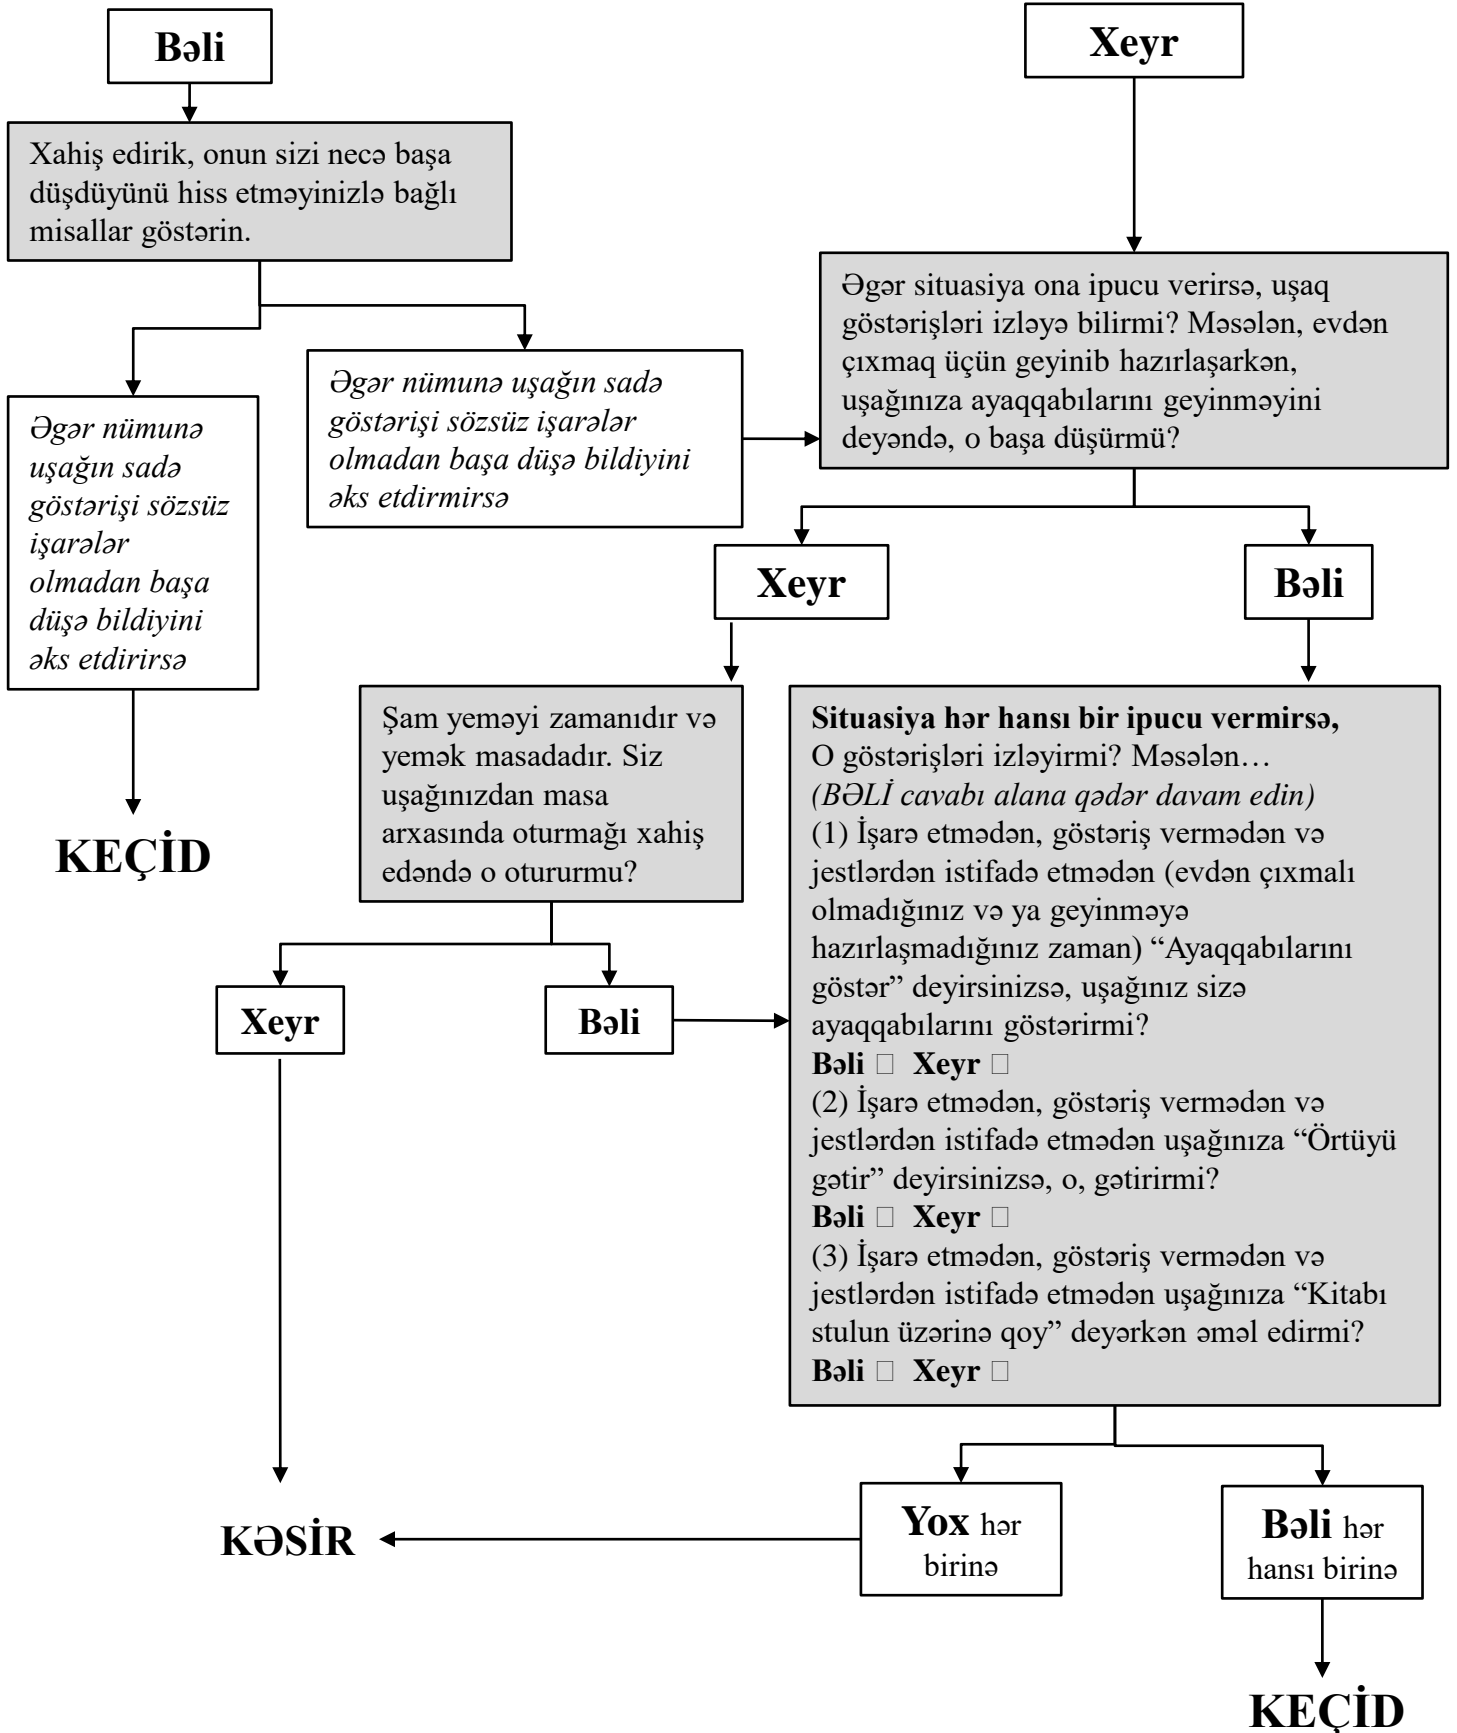 Bəli
Xeyr
Xahiş edirik, onun sizi necə başa
düşdüyünü hiss etməyinizlə bağlı
misallar göstərin.
Əgər situasiya ona ipucu verirsə, uşaq
göstərişləri izləyə bilirmi? Məsələn, evdən
çıxmaq üçün geyinib hazırlaşarkən,
uşağınıza ayaqqabılarını geyinməyini
deyəndə, o başa düşürmü?
Əgər nümunə uşağın sadə
göstərişi sözsüz işarələr
olmadan başa düşə bildiyini
əks etdirmirsə
Əgər nümunə
uşağın sadə
göstərişi sözsüz
işarələr
olmadan başa
düşə bildiyini
əks etdirirsə
KEÇİD
Xeyr
Bəli
Şam yeməyi zamanıdır və
yemək masadadır. Siz
uşağınızdan masa
arxasında oturmağı xahiş
edəndə o oturur­mu?
Xeyr
Bəli
Situasiya hər hansı bir ipucu vermirsə,
O göstərişləri izləyirmi? Məsələn…
(BƏLİ cavabı alana qədər davam edin)
(1) İşarə etmədən, göstəriş vermədən və
jestlərdən istifadə etmədən (evdən çıxmalı
olmadığınız və ya geyinməyə
hazırlaşmadığınız zaman) “Ayaqqabılarını
göstər” deyirsinizsə, uşağınız sizə
ayaqqabılarını göstərirmi?
Bəli □ Xeyr □
(2) İşarə etmədən, göstəriş vermədən və
jestlərdən istifadə etmədən uşağınıza “Örtüyü
gətir” deyirsinizsə, o, gətirirmi?
Bəli □ Xeyr □
(3) İşarə etmədən, göstəriş vermədən və
jestlərdən istifadə etmədən uşağınıza “Kitabı
stulun üzərinə qoy” deyərkən əməl edirmi?
Bəli □ Xeyr □
Yox hər
birinə
Bəli hər
hansı birinə
KƏSİR
KEÇİD